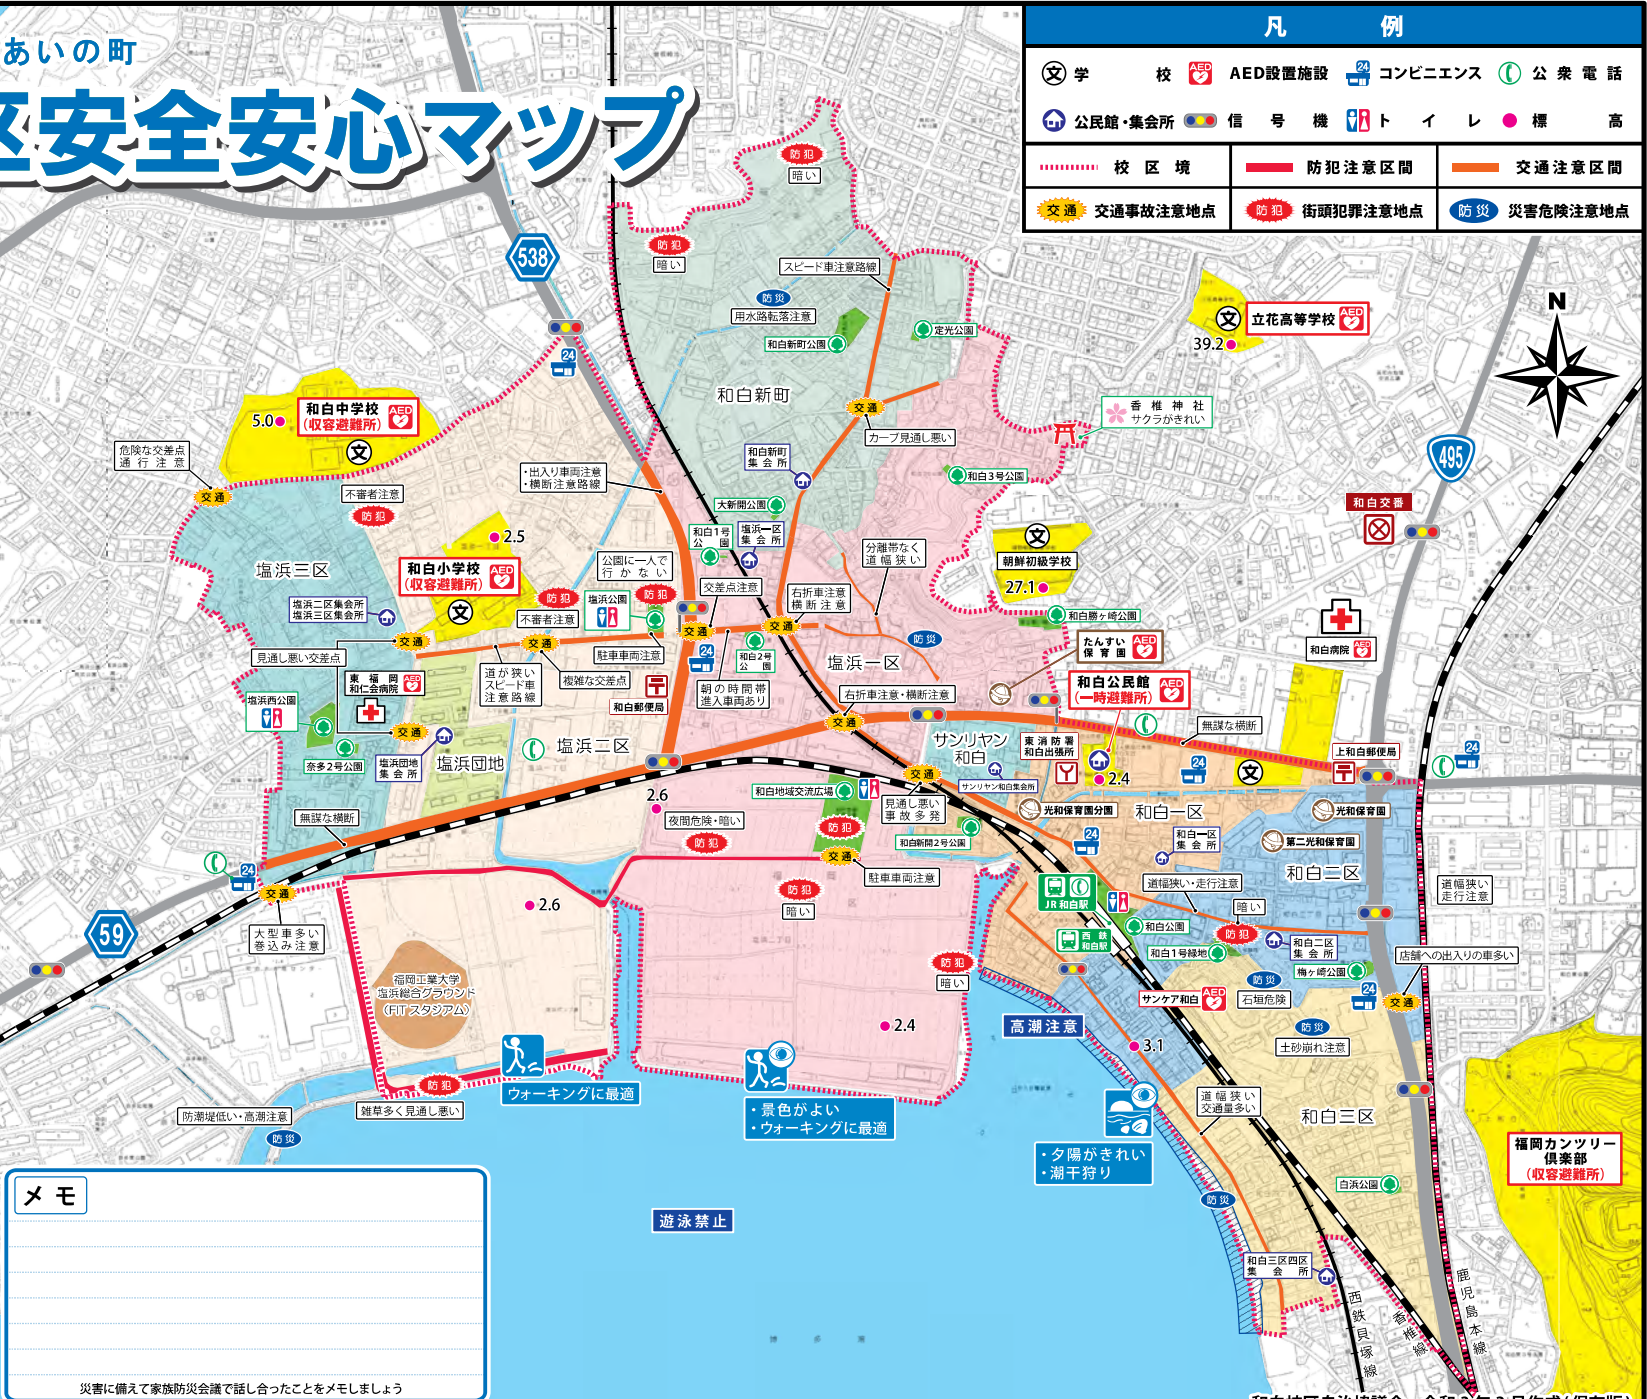 あいの町
区安全安心マップ
凡 例
学 校
AED
AED設置施設
24
コンビニエンス
公衆電話
公民館・集会所
信号機
トイレ
標 高
校区境
防犯注意区間
交通注意区間
交通
交通事故注意地点
防犯
街頭犯罪注意地点
防災
災害危険注意地点
538
防犯
暗い
防犯
暗い
スピード車注意路線
防災
用水路転落注意
和白新町公園
定光公園
N
立花高等学校
AED
39.2
24
和白新町
和白中学校
(収容避難所)
AED
5.0
文
交通
カーブ見通し悪い
香椎神社
サクラがきれい
危険な交差点
通行注意
交通
・出入り車両注意
・横断注意路線
和白新町
集会所
和白3号公園
495
不審者注意
防犯
大新開公園
和白交番
2.5
和白1号
公園
塩浜一区
集会所
文
朝鮮初級学校
27.1
分離帯なく
道幅狭い
塩浜三区
和白小学校
(収容避難所)
AED
文
公園に一人で
行かない
防犯
防犯
塩浜公園
不審者注意
交差点注意
右折車注意
横断注意
塩浜二区集会所
塩浜三区集会所
和白勝ヶ崎公園
和白病院
AED
交通
交通
交通
交通
防災
見通し悪い交差点
駐車車両注意
24
和白2号
公園
塩浜一区
たんすい
保育園
AED
東福岡
和仁会病院
AED
道が狭い
スピード車
注意路線
複雑な交差点
和白郵便局
朝の時間帯
進入車両あり
右折車注意・横断注意
和白公民館
(一時避難所)
AED
塩浜西公園
交通
交通
無謀な横断
奈多2号公園
塩浜団地
集会所
塩浜団地
塩浜二区
サンリヤン
和白
東消防署
和白出張所
上和白郵便局
24
交通
サンリヤン和白集会所
2.4
24
文
和白地域交流広場
2.6
見通し悪い
事故多発
光和保育園分園
和白一区
光和保育園
無謀な横断
夜間危険・暗い
防犯
防犯
和白新開2号公園
24
和白一区
集会所
第二光和保育園
交通
駐車車両注意
和白二区
24
交通
防犯
暗い
JR和白駅
道幅狭い・走行注意
道幅狭い
走行注意
59
2.6
暗い
大型車多い
巻込み注意
西鉄
和白駅
和白公園
防犯
和白1号緑地
和白二区
集会所
店舗への出入りの車多い
梅ヶ崎公園
防犯
暗い
防災
石垣危険
24
交通
福岡工業大学
塩浜総合グラウンド
(FITスタジアム)
サンケア和白
AED
高潮注意
2.4
防災
土砂崩れ注意
3.1
防犯
ウォーキングに最適
道幅狭い
交通量多い
防潮堤低い・高潮注意
防災
雑草多く見通し悪い
・景色がよい
・ウォーキングに最適
和白三区
・夕陽がきれい
・潮干狩り
福岡カンツリー
倶楽部
(収容避難所)
メモ
白浜公園
防災
遊泳禁止
和白三区四区
集会所
西鉄貝塚線
香椎線
鹿児島本線
災害に備えて家族防災会議で話し合ったことをメモしましょう